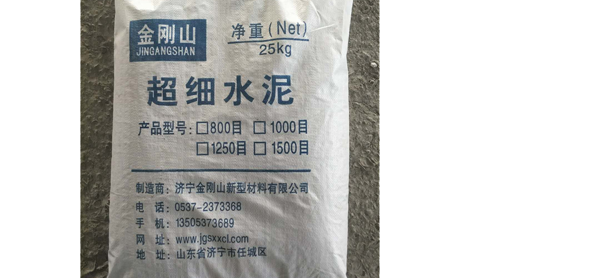 金刚山
JINGANGSHAN
净重(Net)
25kg
超细水泥
产品型号: □800目 □1000目
□1250目 □1500目
制造商: 济宁金刚山新型材料有限公司
电 话: 0537-2373368
手 机: 13505373689
网 址: www.jgsxxcl.com
地 址: 山东省济宁市任城区